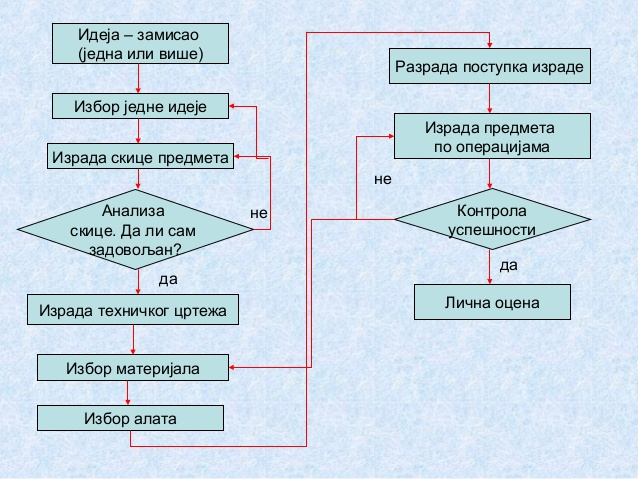 Идеја – замисао
(једна или више)
Избор једне идеје
Израда скице предмета
Анализа
скице. Да ли сам
задовољан?
не
да
Израда техничког цртежа
Избор материјала
Избор алата
Разрада поступка израде
Израда предмета
по операцијама
не
Контрола
успешности
да
Лична оцена